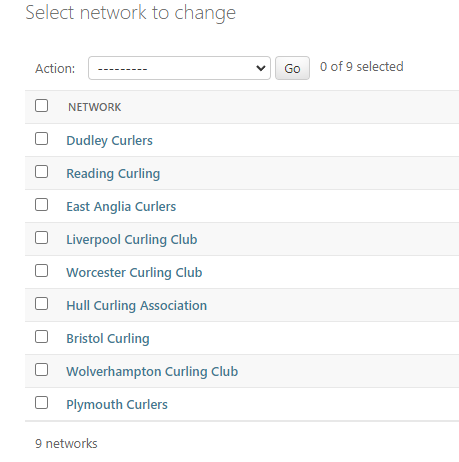 Select network to change
Action: --------- Go 0 of 9 selected
NETWORK
Dudley Curlers
Reading Curling
East Anglia Curlers
Liverpool Curling Club
Worcester Curling Club
Hull Curling Association
Bristol Curling
Wolverhampton Curling Club
Plymouth Curlers
9 networks